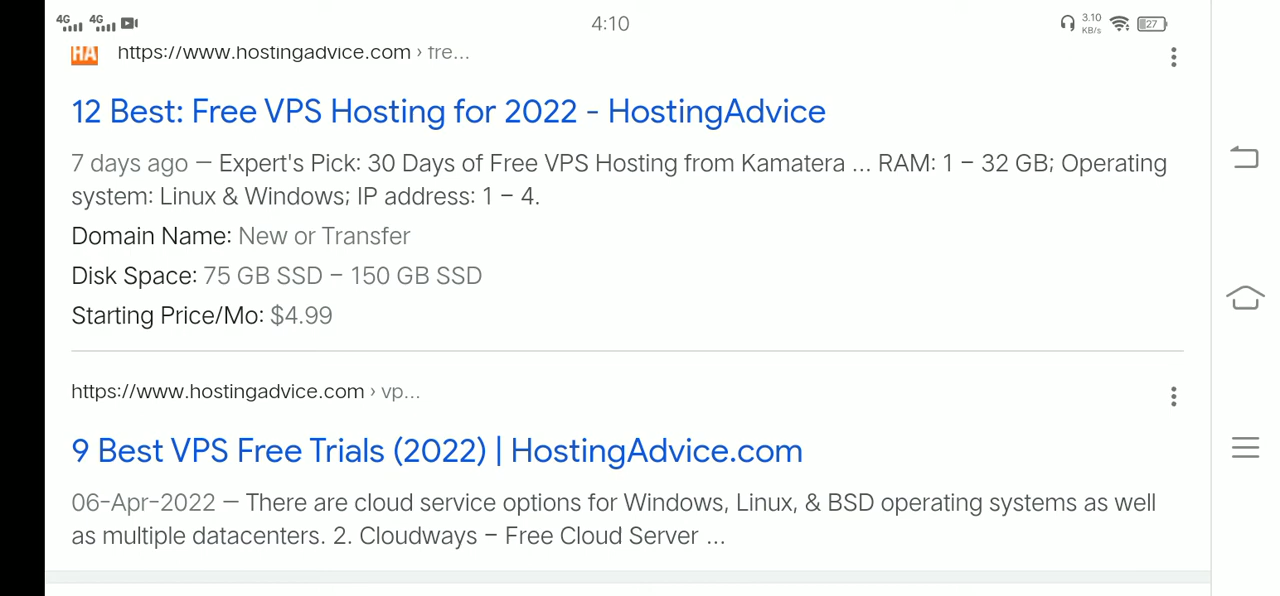 4G 4G 4:10 3.10 KB/s 27
HA https://www.hostingadvice.com › fre...
12 Best: Free VPS Hosting for 2022 - HostingAdvice
7 days ago — Expert's Pick: 30 Days of Free VPS Hosting from Kamatera ... RAM: 1 – 32 GB; Operating
system: Linux & Windows; IP address: 1 – 4.
Domain Name: New or Transfer
Disk Space: 75 GB SSD – 150 GB SSD
Starting Price/Mo: $4.99
https://www.hostingadvice.com › vp...
9 Best VPS Free Trials (2022) | HostingAdvice.com
06-Apr-2022 — There are cloud service options for Windows, Linux, & BSD operating systems as well
as multiple datacenters. 2. Cloudways – Free Cloud Server ...